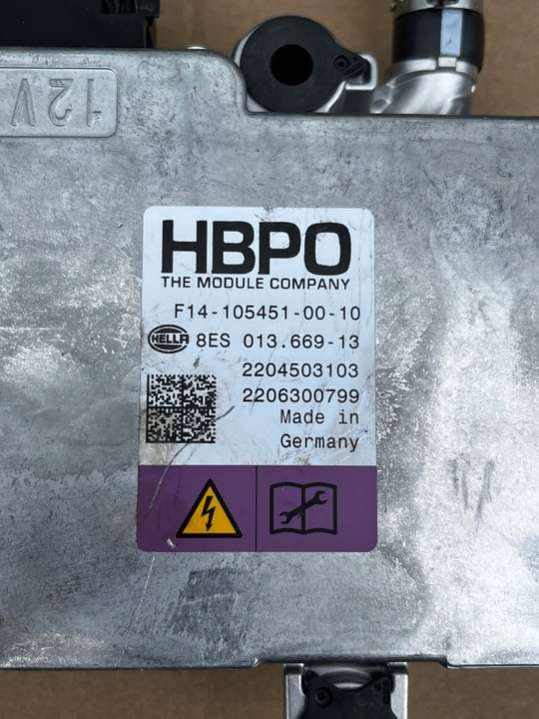 12V
HBPO
THE MODULE COMPANY
F14-105451-00-10
HELLA 8ES 013.669-13
2204503103
2206300799
Made in
Germany